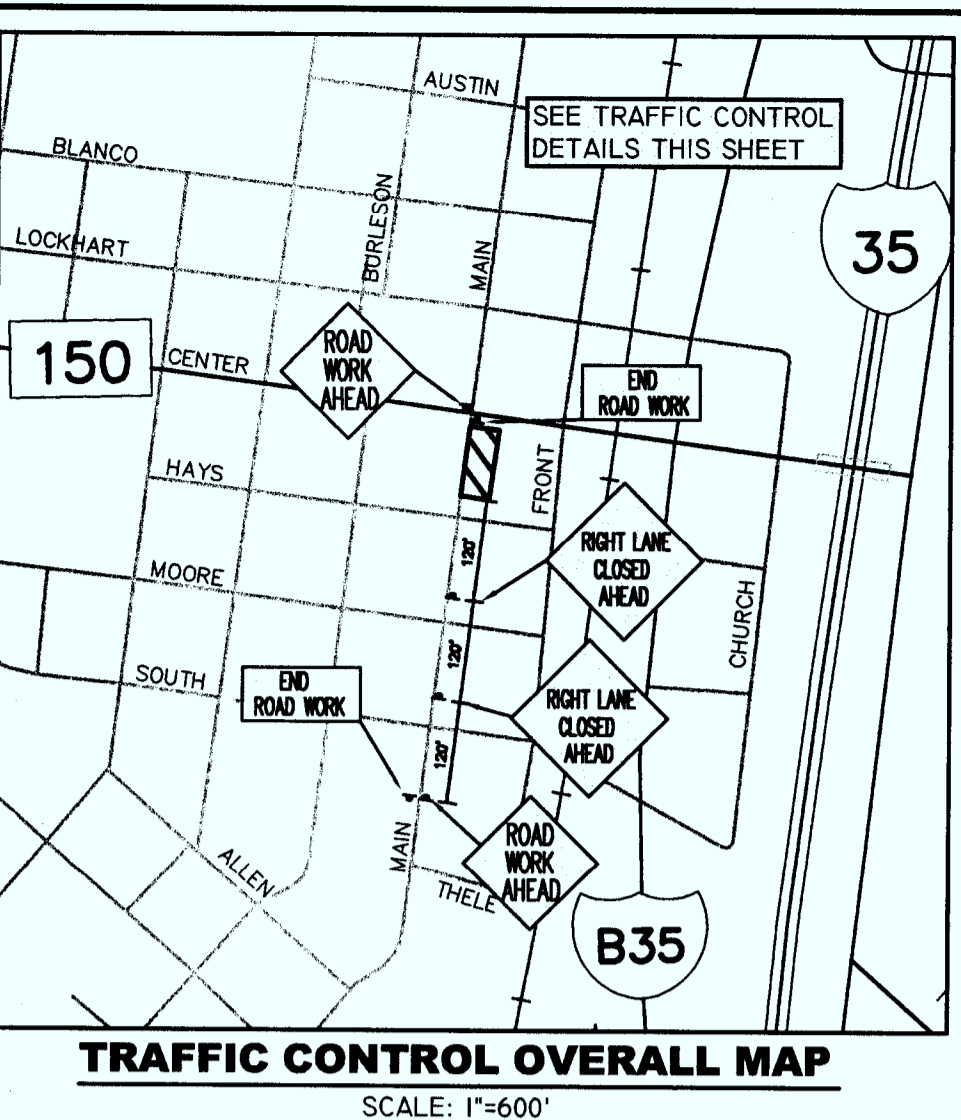 AUSTIN
SEE TRAFFIC CONTROL
DETAILS THIS SHEET
BLANCO
BURLESON
LOCKHART
MAIN
35
150
CENTER
ROAD
WORK
AHEAD
END
ROAD WORK
HAYS
FRONT
120'
RIGHT LANE
CLOSED
AHEAD
MOORE
CHURCH
120'
SOUTH
END
ROAD WORK
RIGHT LANE
CLOSED
AHEAD
120'
MAIN
ROAD
WORK
AHEAD
ALLEN
THELE
B35
TRAFFIC CONTROL OVERALL MAP
SCALE: 1"=600'